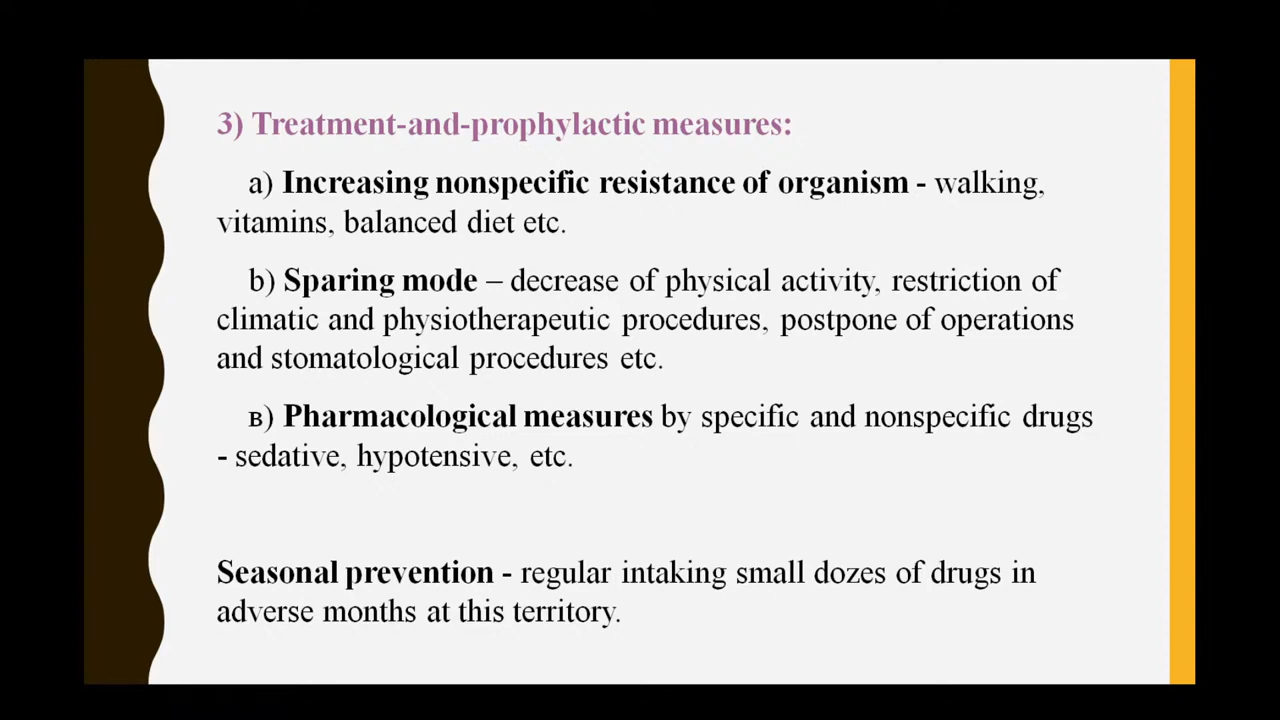 3) Treatment-and-prophylactic measures:
a) Increasing nonspecific resistance of organism - walking,
vitamins, balanced diet etc.
b) Sparing mode – decrease of physical activity, restriction of
climatic and physiotherapeutic procedures, postpone of operations
and stomatological procedures etc.
в) Pharmacological measures by specific and nonspecific drugs
- sedative, hypotensive, etc.
Seasonal prevention - regular intaking small dozes of drugs in
adverse months at this territory.